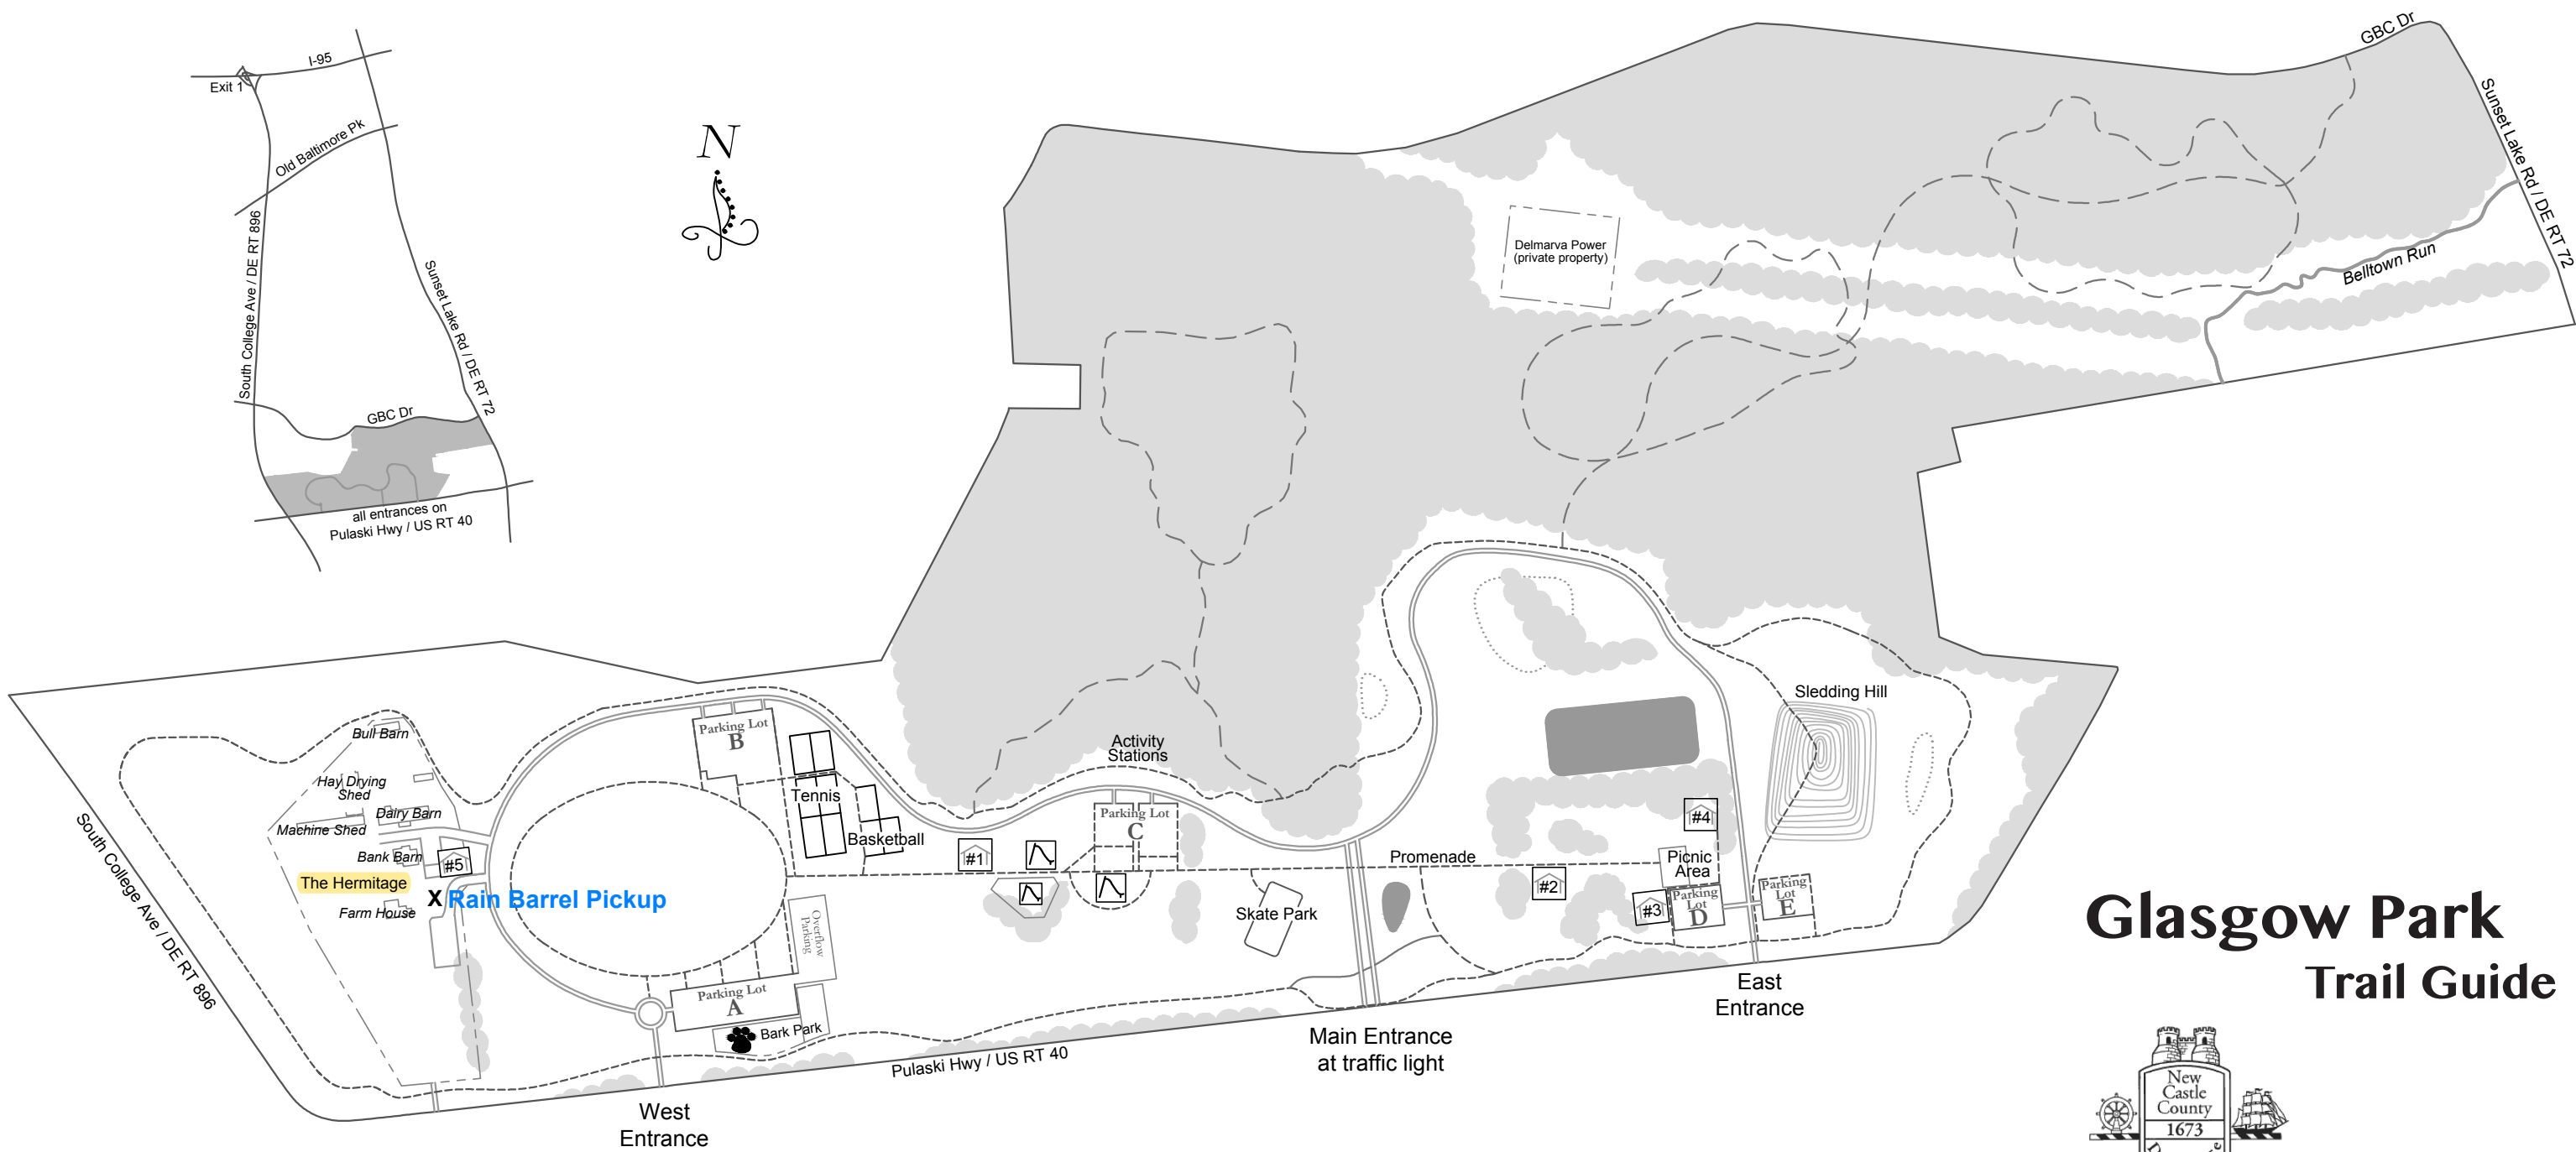 I-95
Exit 1
Old Baltimore Pk
South College Ave / DE RT 896
Sunset Lake Rd / DE RT 72
GBC Dr
all entrances on
Pulaski Hwy / US RT 40
N
GBC Dr
Sunset Lake Rd / DE RT 72
Delmarva Power
(private property)
Belltown Run
Sledding Hill
Activity
Stations
Bull Barn
Parking Lot
B
Hay Drying
Shed
Tennis
Dairy Barn
Machine Shed
Basketball
Parking Lot
C
#4
Bank Barn
#5
#1
Promenade
Picnic
Area
The Hermitage
X Rain Barrel Pickup
#2
Farm House
Skate Park
#3
Parking
Lot
D
Parking
Lot
E
Overflow
Parking
South College Ave / DE RT 896
Parking Lot
A
Bark Park
Pulaski Hwy / US RT 40
Main Entrance
at traffic light
East
Entrance
West
Entrance
Glasgow Park
Trail Guide
New
Castle
County
1673